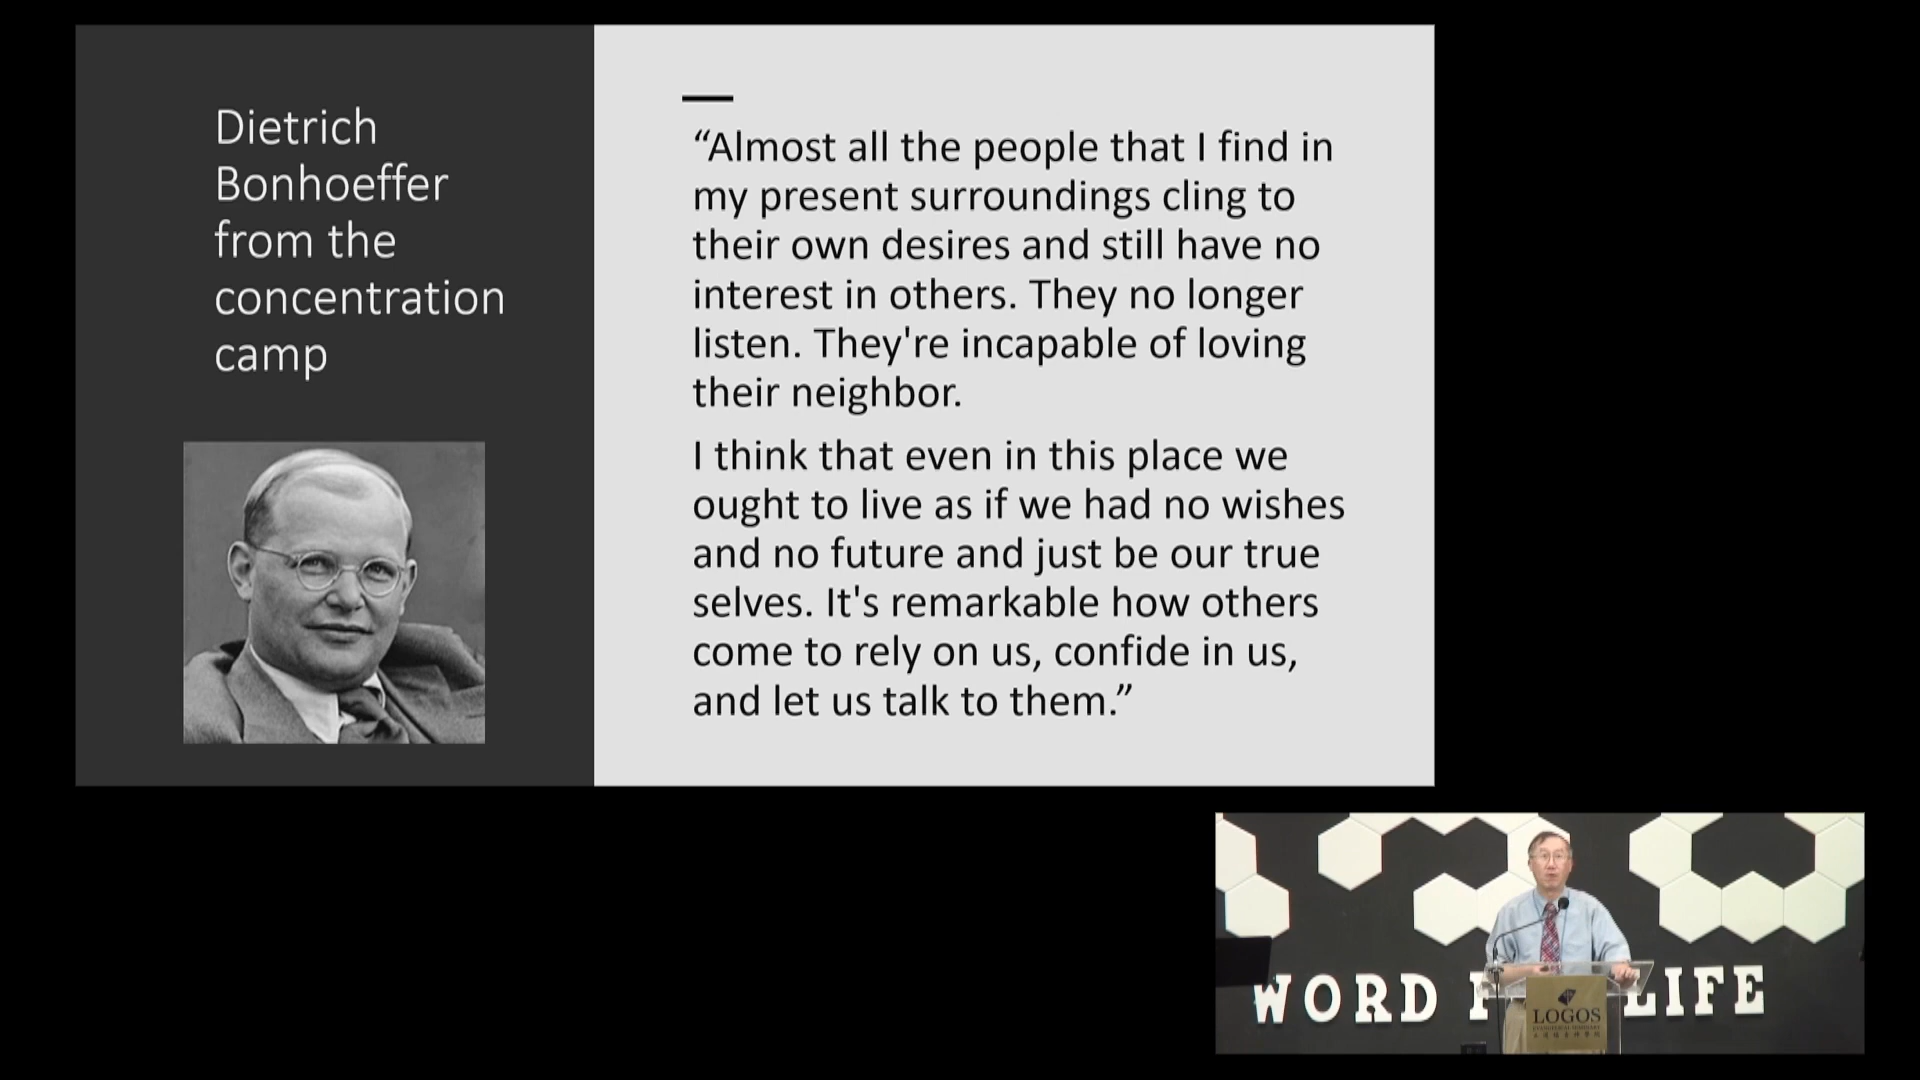 Dietrich
Bonhoeffer
from the
concentration
camp
“Almost all the people that I find in
my present surroundings cling to
their own desires and still have no
interest in others. They no longer
listen. They're incapable of loving
their neighbor.
I think that even in this place we
ought to live as if we had no wishes
and no future and just be our true
selves. It's remarkable how others
come to rely on us, confide in us,
and let us talk to them.”
WORD F LIFE
LOGOS
EVANGELICAL SEMINARY